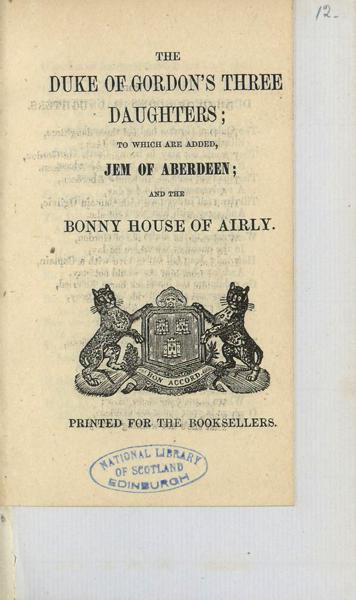 12.
THE
DUKE OF GORDON'S THREE
DAUGHTERS;
TO WHICH ARE ADDED,
JEM OF ABERDEEN;
AND THE
BONNY HOUSE OF AIRLY.
BON ACCORD
PRINTED FOR THE BOOKSELLERS.
NATIONAL LIBRARY
OF SCOTLAND
EDINBURGH